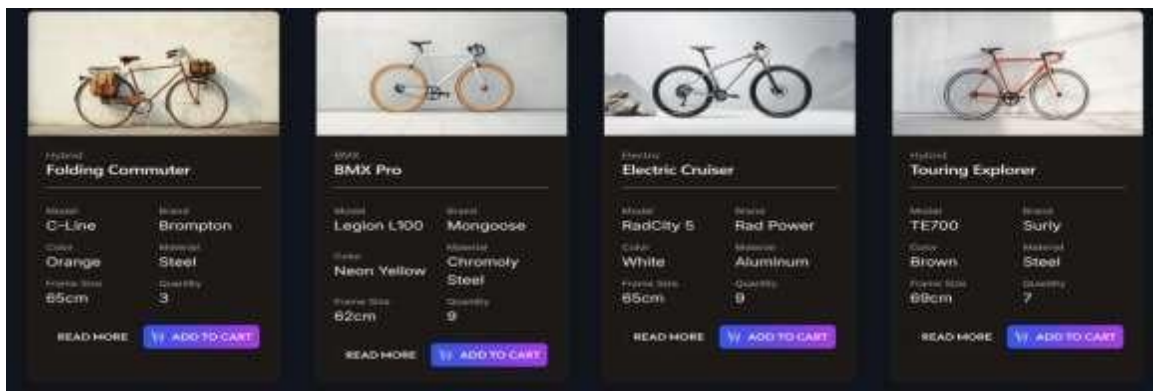 Hybrid
Folding Commuter
Model Brand
C-Line Brompton
Color Material
Orange Steel
Frame Size Quantity
65cm 3
READ MORE ADD TO CART
BMX
BMX Pro
Model Brand
Legion L100 Mongoose
Color Material
Neon Yellow Chromoly
Steel
Frame Size Quantity
62cm 9
READ MORE ADD TO CART
Electric
Electric Cruiser
Model Brand
RadCity 5 Rad Power
Color Material
White Aluminum
Frame Size Quantity
65cm 9
READ MORE ADD TO CART
Hybrid
Touring Explorer
Model Brand
TE700 Surly
Color Material
Brown Steel
Frame Size Quantity
69cm 7
READ MORE ADD TO CART